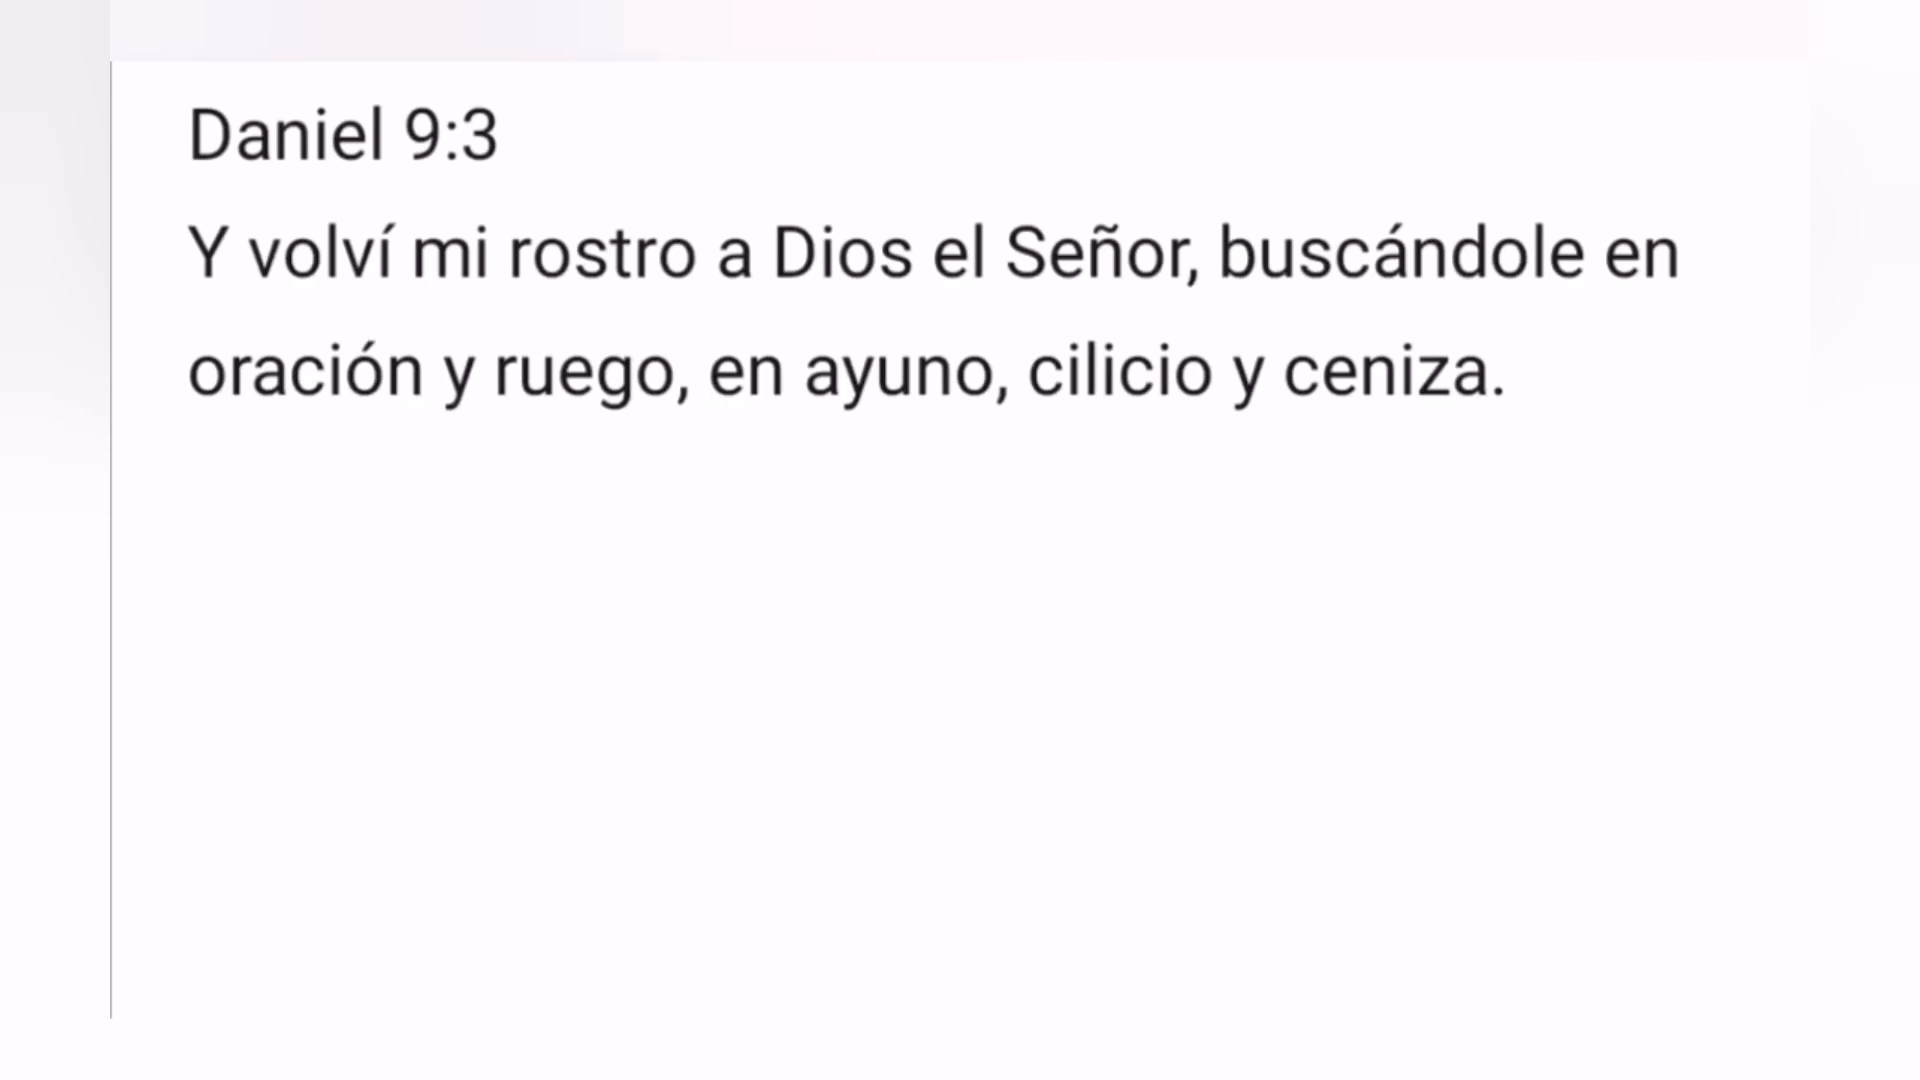 Daniel 9:3
Y volví mi rostro a Dios el Señor, buscándole en
oración y ruego, en ayuno, cilicio y ceniza.